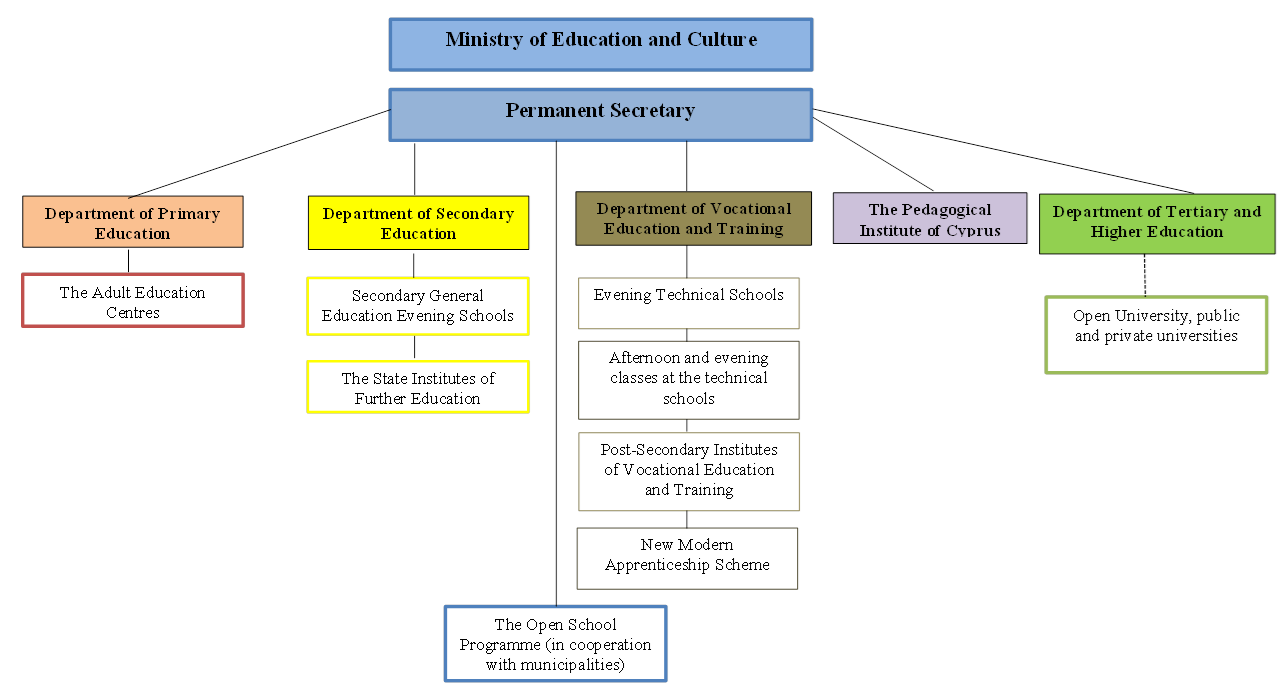 Ministry of Education and Culture
Permanent Secretary
Department of Primary
Education
Department of Secondary
Education
Department of Vocational
Education and Training
The Pedagogical
Institute of Cyprus
Department of Tertiary and
Higher Education
The Adult Education
Centres
Secondary General
Education Evening Schools
The State Institutes of
Further Education
Evening Technical Schools
Afternoon and evening
classes at the technical
schools
Post-Secondary Institutes
of Vocational Education
and Training
New Modern
Apprenticeship Scheme
Open University, public
and private universities
The Open School
Programme (in cooperation
with municipalities)